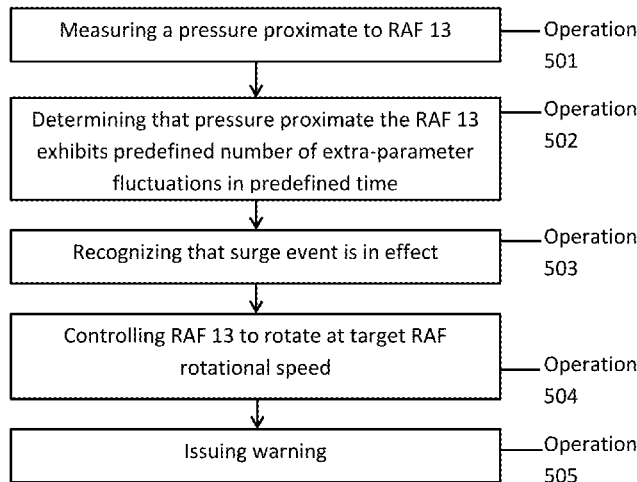 Measuring a pressure proximate to RAF 13
Operation
501
Determining that pressure proximate the RAF 13
exhibits predefined number of extra-parameter
fluctuations in predefined time
Operation
502
Recognizing that surge event is in effect
Operation
503
Controlling RAF 13 to rotate at target RAF
rotational speed
Operation
504
Issuing warning
Operation
505